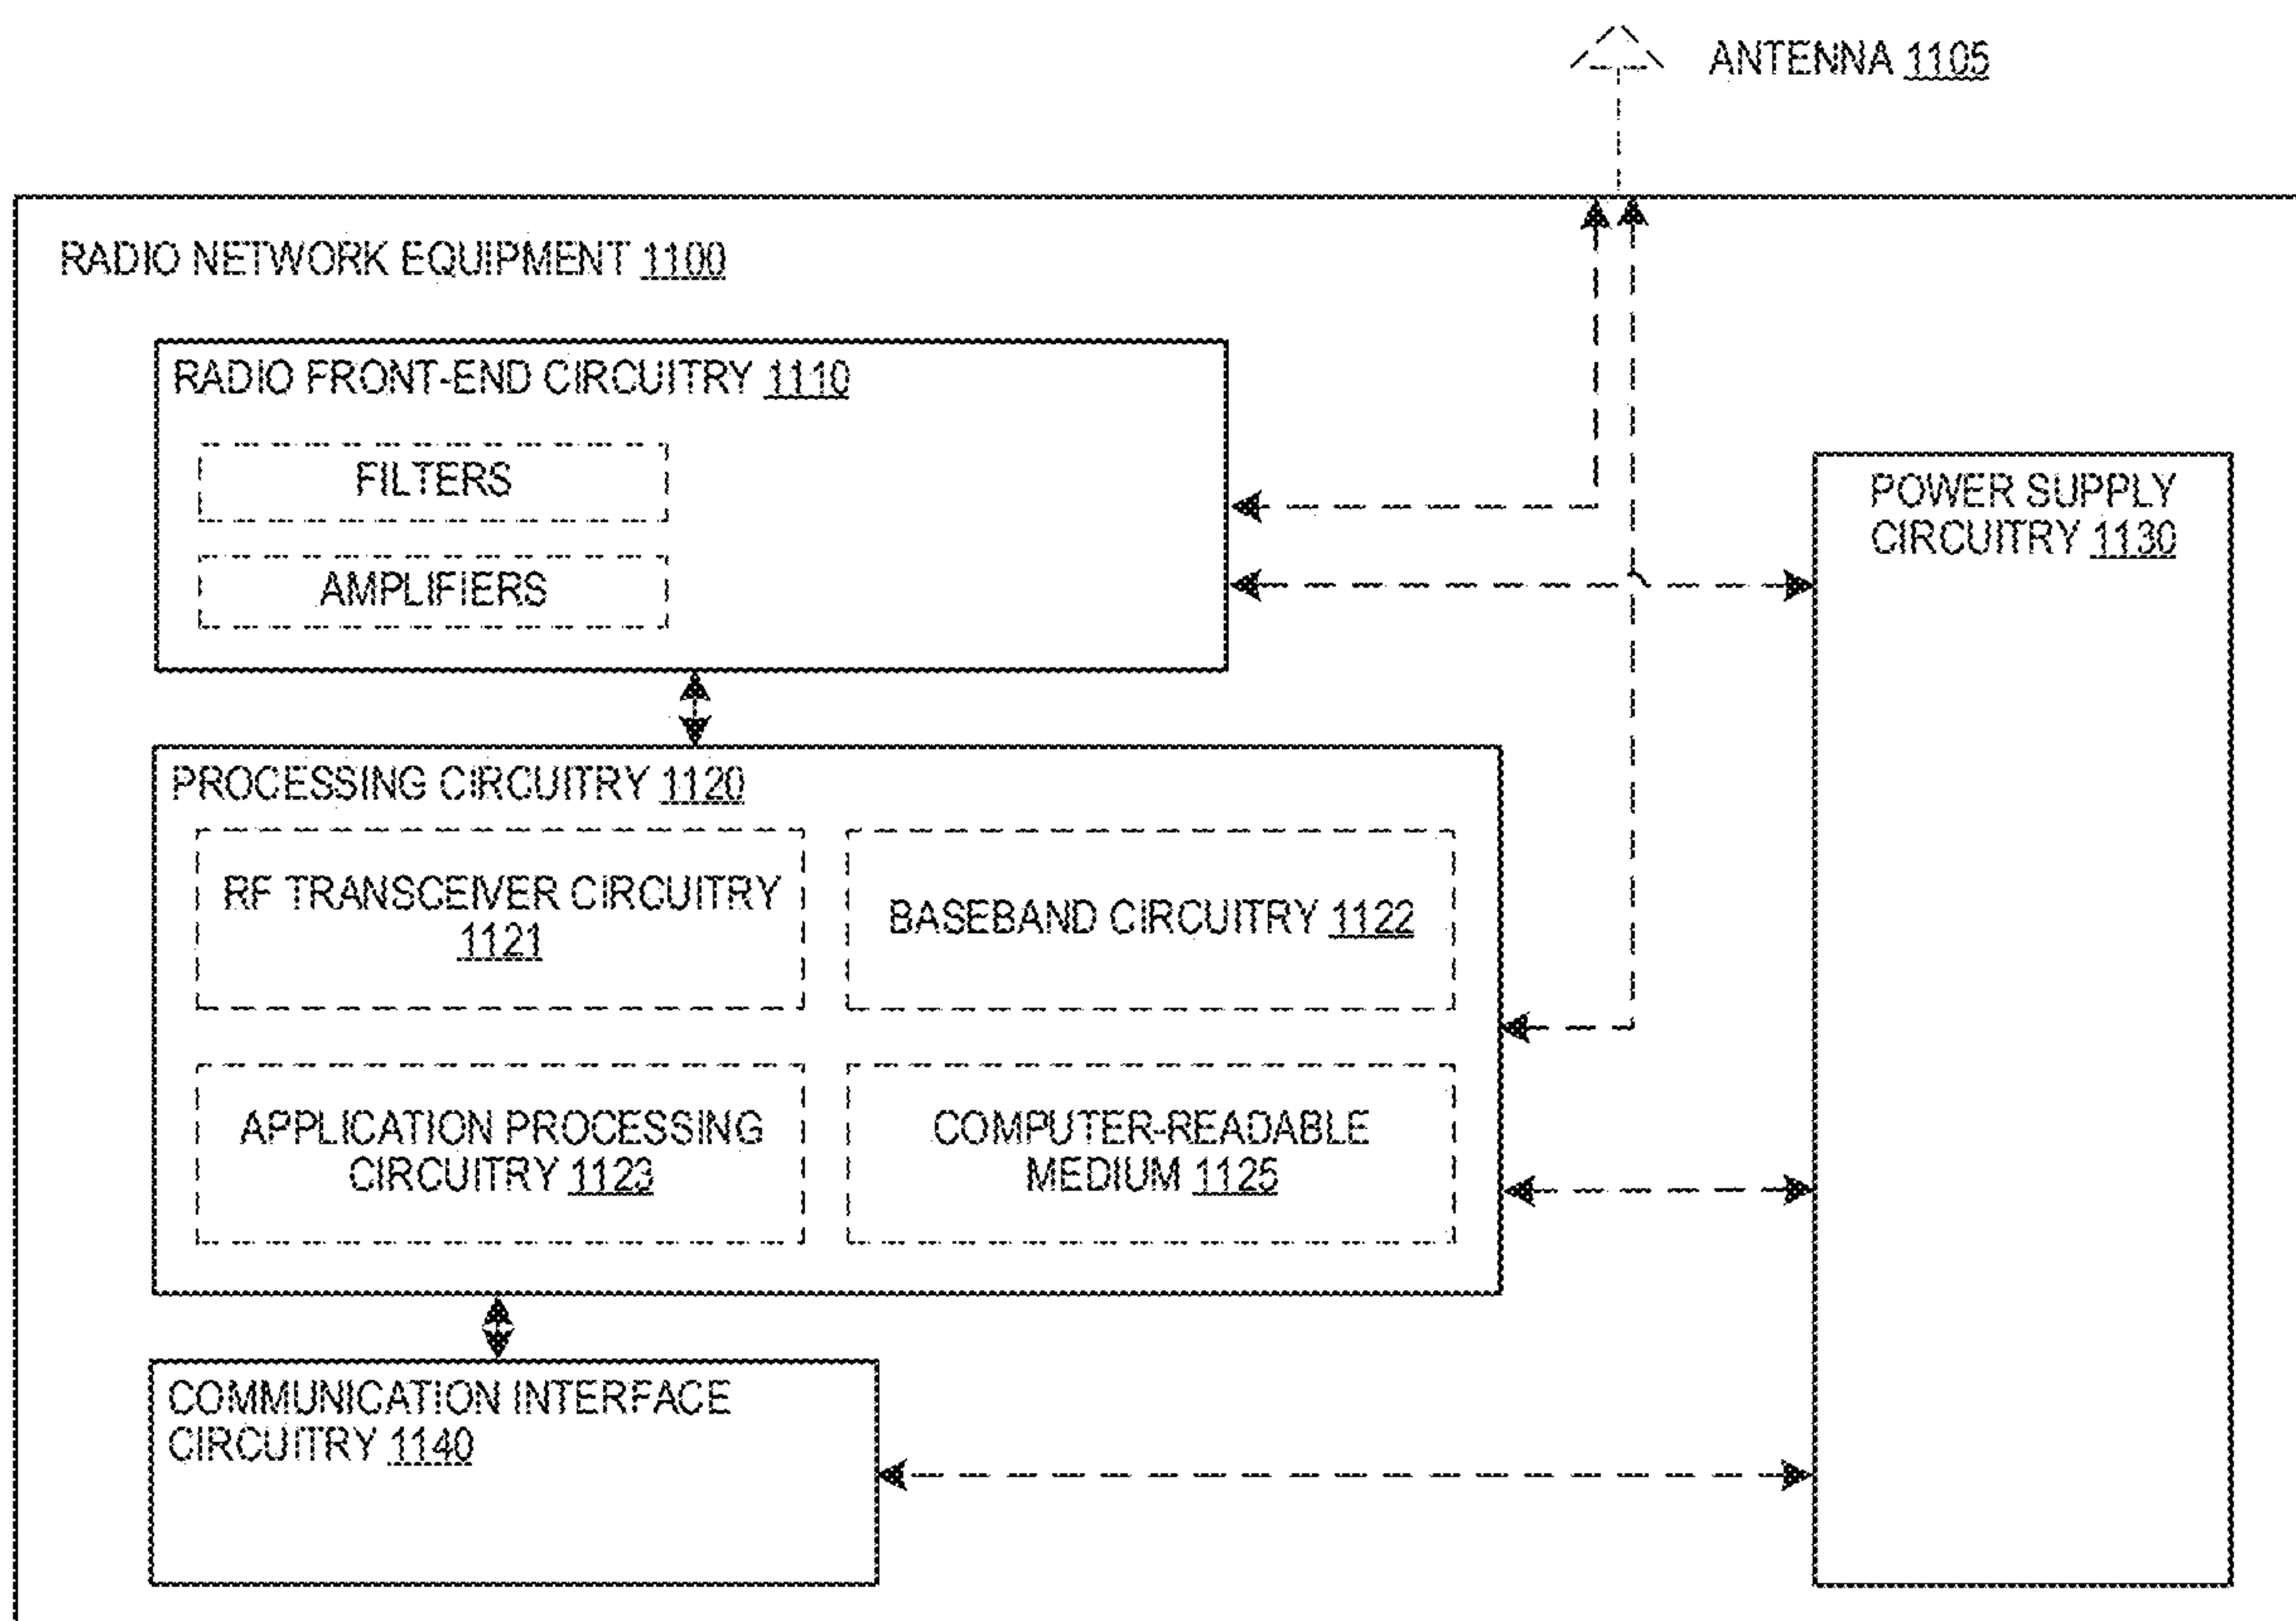 ANTENNA 1105
RADIO NETWORK EQUIPMENT 1100
RADIO FRONT-END CIRCUITRY 1110
FILTERS
AMPLIFIERS
POWER SUPPLY
CIRCUITRY 1130
PROCESSING CIRCUITRY 1120
RF TRANSCEIVER CIRCUITRY
1121
BASEBAND CIRCUITRY 1122
APPLICATION PROCESSING
CIRCUITRY 1123
COMPUTER-READABLE
MEDIUM 1125
COMMUNICATION INTERFACE
CIRCUITRY 1140